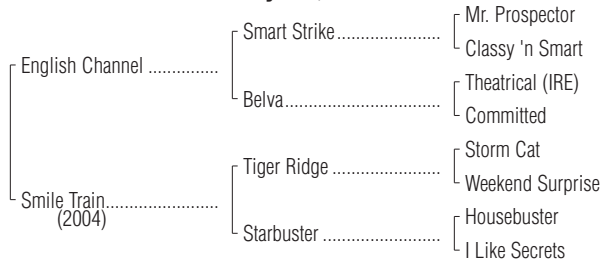 Mr. Prospector
Smart Strike
Classy 'n Smart
English Channel
Theatrical (IRE)
Belva
Committed
Storm Cat
Tiger Ridge
Weekend Surprise
Smile Train
(2004)
Housebuster
Starbuster
I Like Secrets